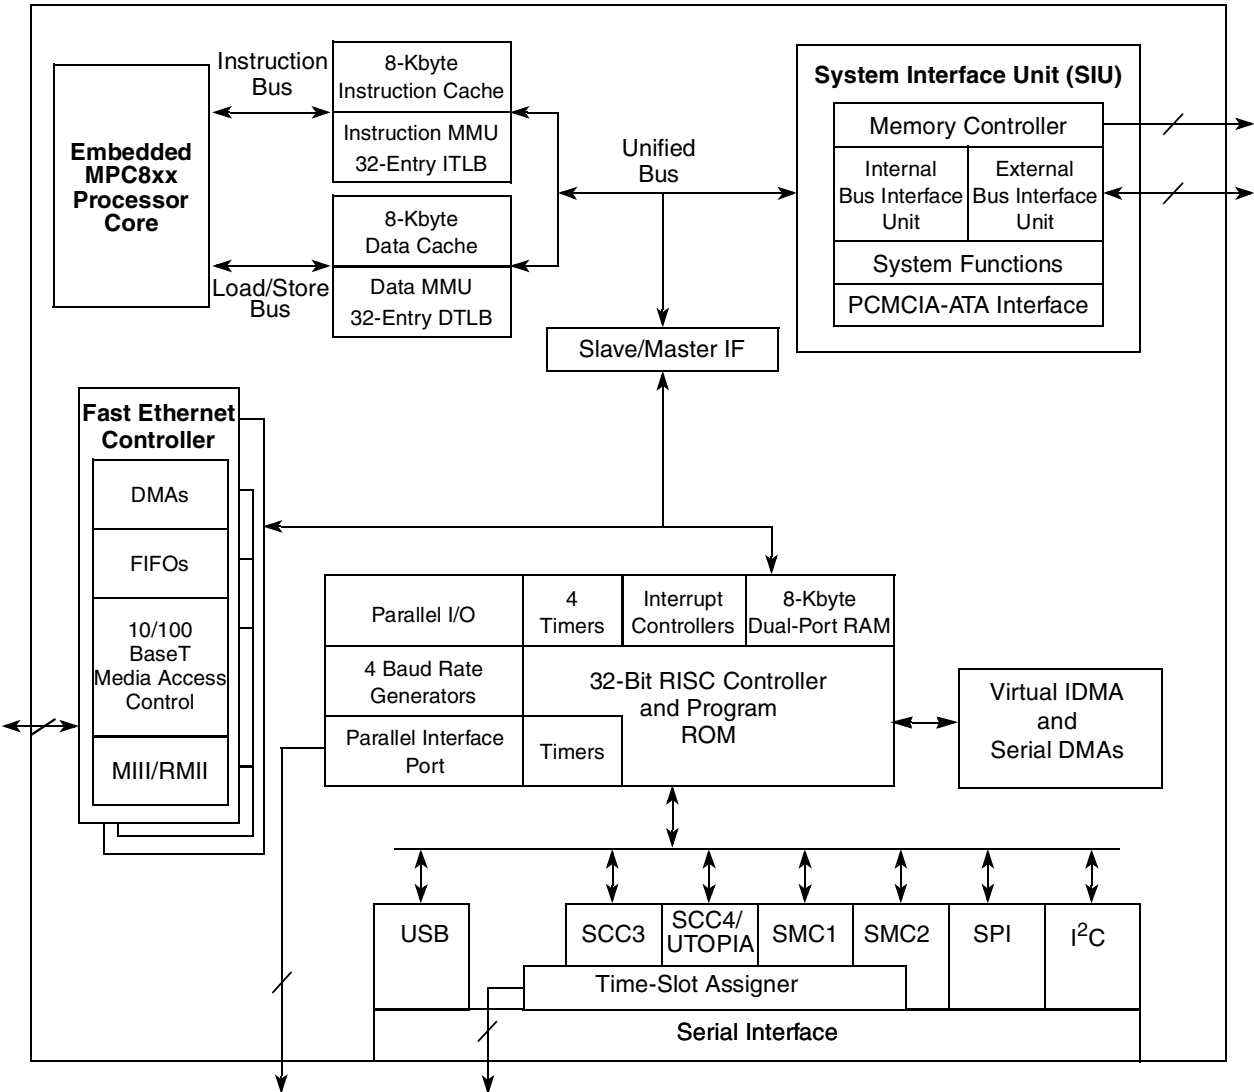 Instruction
Bus
8-Kbyte
Instruction Cache
Instruction MMU
32-Entry ITLB
Embedded
MPC8xx
Processor
Core
8-Kbyte
Data Cache
Data MMU
32-Entry DTLB
Load/Store
Bus
Unified
Bus
System Interface Unit (SIU)
Memory Controller
Internal
Bus Interface
Unit
External
Bus Interface
Unit
System Functions
PCMCIA-ATA Interface
Slave/Master IF
Fast Ethernet
Controller
DMAs
FIFOs
10/100
BaseT
Media Access
Control
MIII/RMII
Parallel I/O
4
Timers
Interrupt
Controllers
8-Kbyte
Dual-Port RAM
4 Baud Rate
Generators
32-Bit RISC Controller
and Program
ROM
Parallel Interface
Port
Timers
Virtual IDMA
and
Serial DMAs
USB
SCC3
SCC4/
UTOPIA
SMC1
SMC2
SPI
I²C
Time-Slot Assigner
Serial Interface